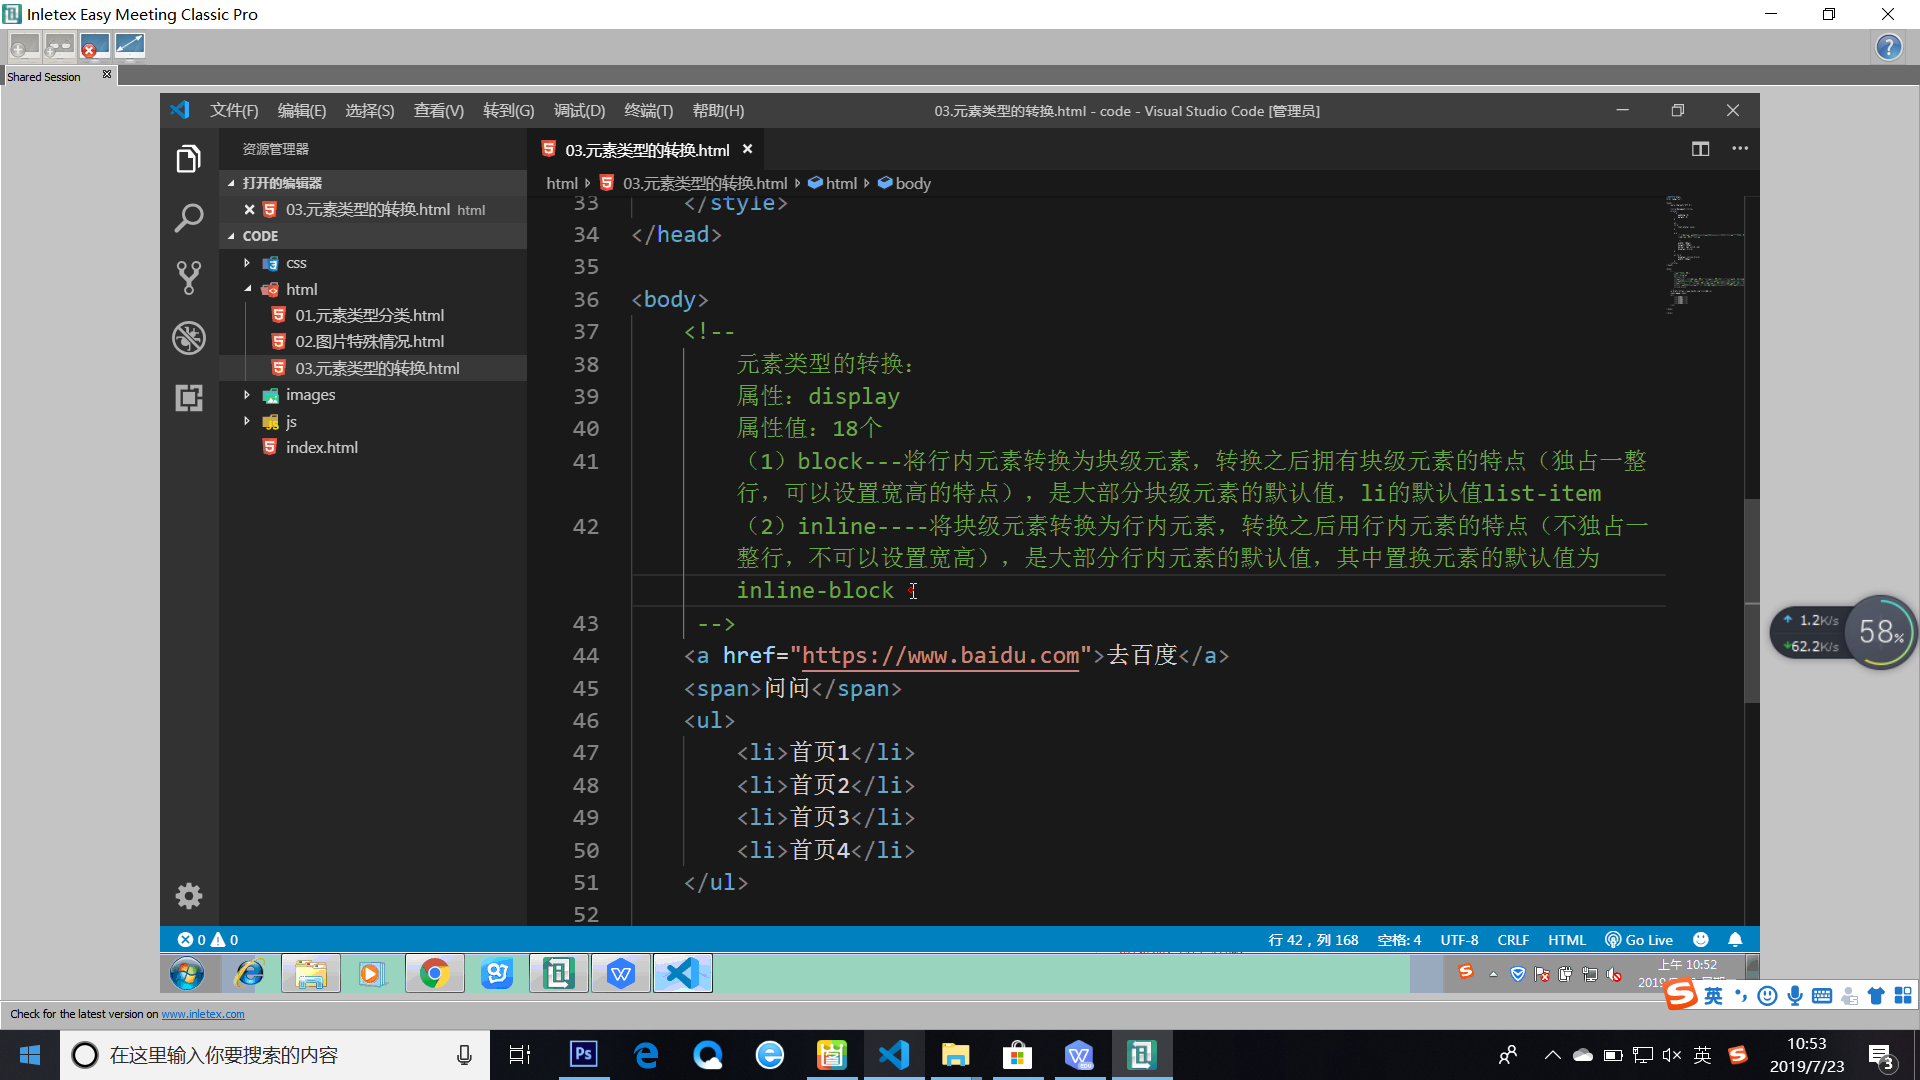 Inletex Easy Meeting Classic Pro
Shared Session
文件(F) 编辑(E) 选择(S) 查看(V) 转到(G) 调试(D) 终端(T) 帮助(H)
03.元素类型的转换.html - code - Visual Studio Code [管理员]
资源管理器
打开的编辑器
03.元素类型的转换.html html
CODE
css
html
01.元素类型分类.html
02.图片特殊情况.html
03.元素类型的转换.html
images
js
index.html
03.元素类型的转换.html
html 03.元素类型的转换.html html body
33 </style>
34 </head>
35
36 <body>
37 <!--
38 元素类型的转换：
39 属性：display
40 属性值：18个
41 （1）block---将行内元素转换为块级元素，转换之后拥有块级元素的特点（独占一整
行，可以设置宽高的特点），是大部分块级元素的默认值，li的默认值list-item
42 （2）inline----将块级元素转换为行内元素，转换之后用行内元素的特点（不独占一
整行，不可以设置宽高），是大部分行内元素的默认值，其中置换元素的默认值为
inline-block
43 -->
44 <a href="https://www.baidu.com">去百度</a>
45 <span>问问</span>
46 <ul>
47 <li>首页1</li>
48 <li>首页2</li>
49 <li>首页3</li>
50 <li>首页4</li>
51 </ul>
52
0 0
行 42，列 168 空格: 4 UTF-8 CRLF HTML Go Live
1.2K/s
62.2K/s
58%
上午 10:52
英
Check for the latest version on www.inletex.com
在这里输入你要搜索的内容
Ps
英
10:53
2019/7/23
3